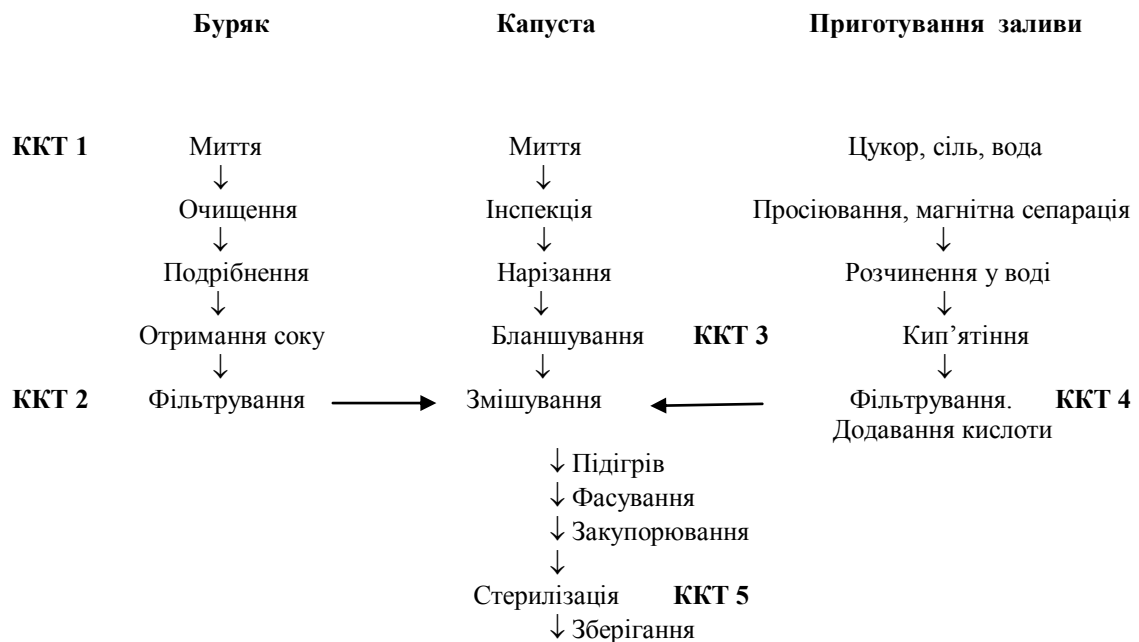 Буряк Капуста Приготування заливи
ККТ 1 Миття Миття Цукор, сіль, вода
↓ ↓
Очищення Інспекція Просіювання, магнітна сепарація
↓ ↓ ↓
Подрібнення Нарізання Розчинення у воді
↓ ↓ ↓
Отримання соку Бланшування ККТ 3 Кип’ятіння
↓ ↓ ↓
ККТ 2 Фільтрування Змішування Фільтрування. ККТ 4
Додавання кислоти
↓ Підігрів
↓ Фасування
↓ Закупорювання
↓
Стерилізація ККТ 5
↓ Зберігання